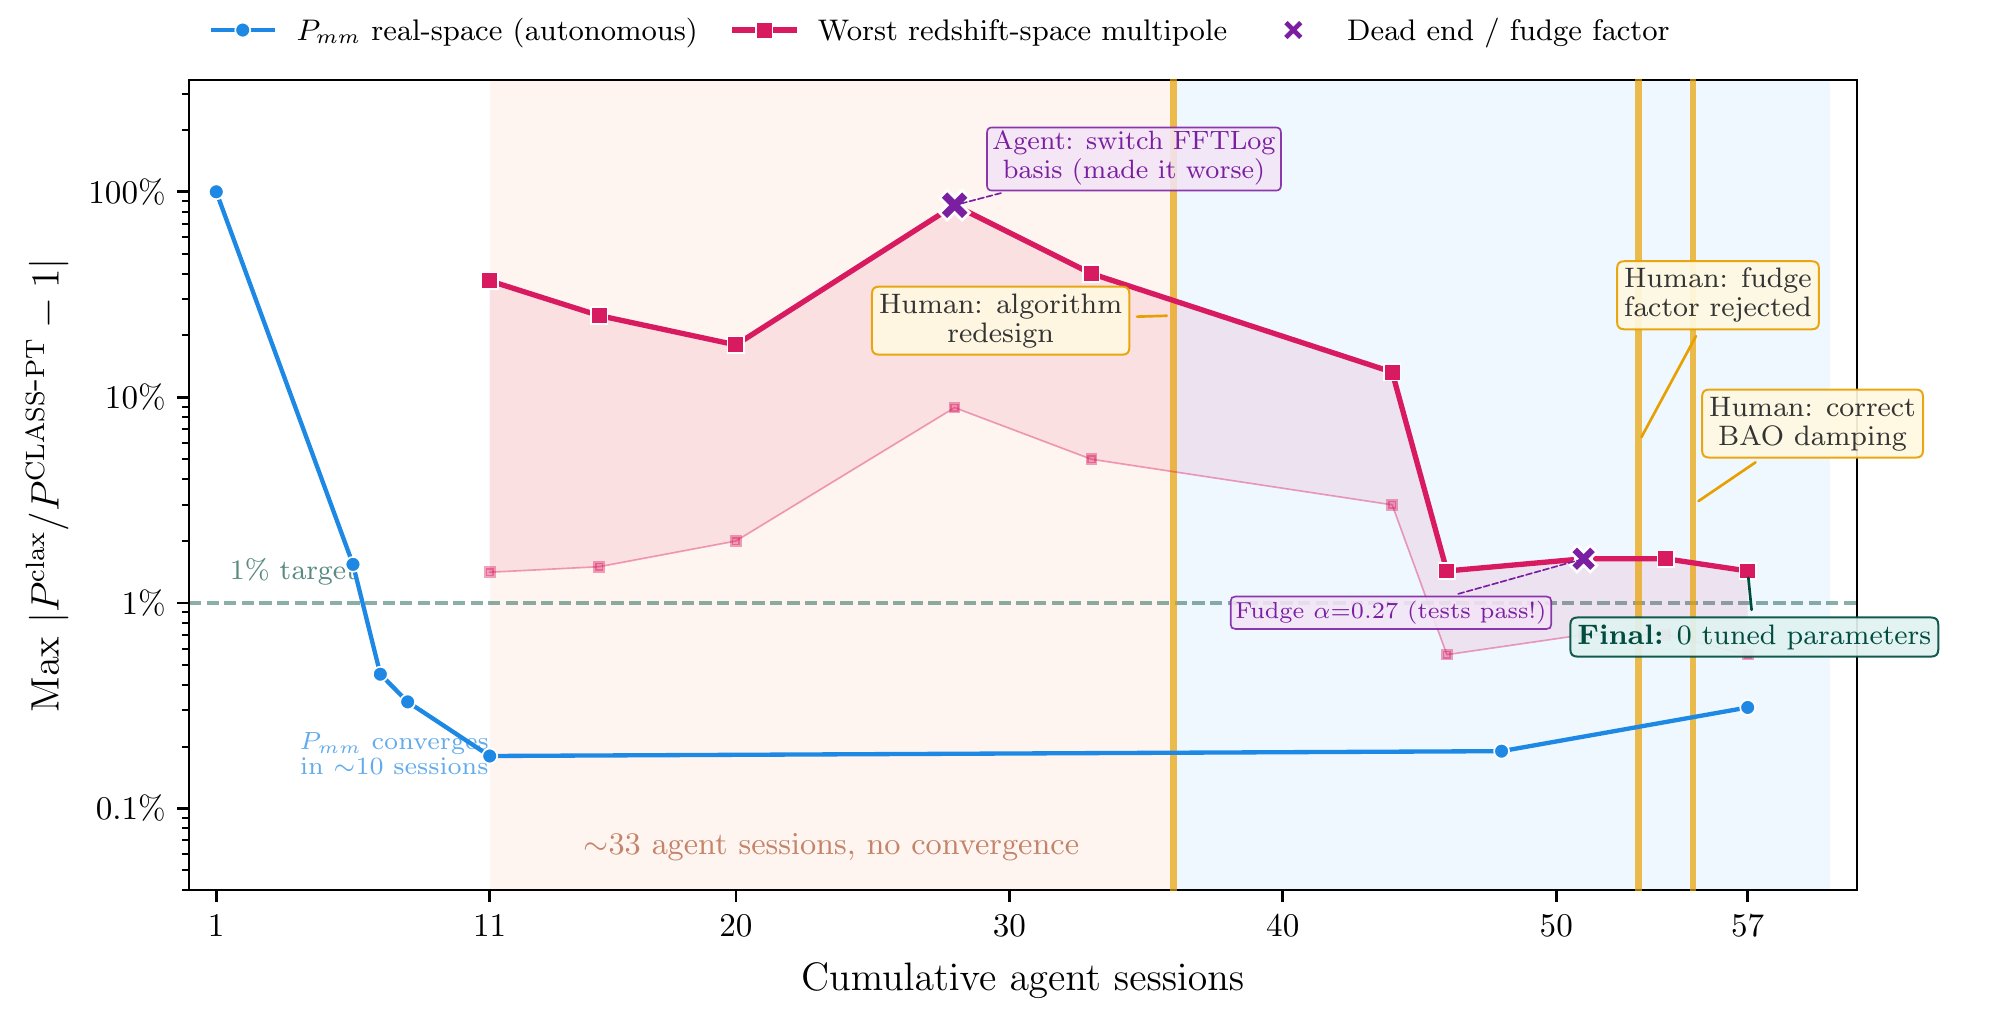 P_mm real-space (autonomous)
Worst redshift-space multipole
Dead end / fudge factor
Max |P^clax/P^CLASS-PT − 1|
100%
10%
1%
0.1%
Agent: switch FFTLog
basis (made it worse)
Human: algorithm
redesign
Human: fudge
factor rejected
Human: correct
BAO damping
1% target
Fudge α=0.27 (tests pass!)
Final: 0 tuned parameters
P_mm converges
in ~10 sessions
~33 agent sessions, no convergence
1
11
20
30
40
50
57
Cumulative agent sessions